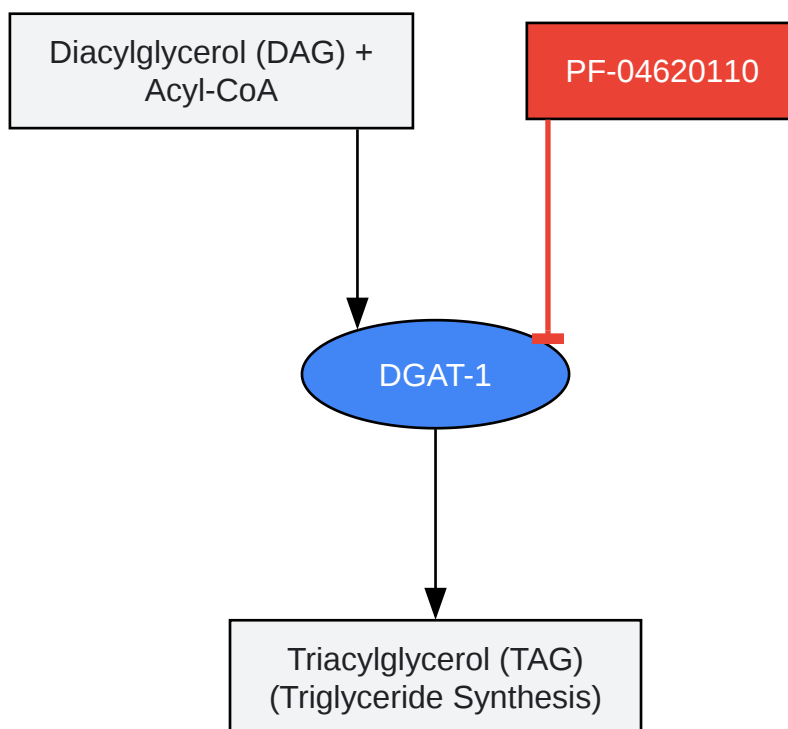 Diacylglycerol (DAG) +
Acyl-CoA
PF-04620110
DGAT-1
Triacylglycerol (TAG)
(Triglyceride Synthesis)